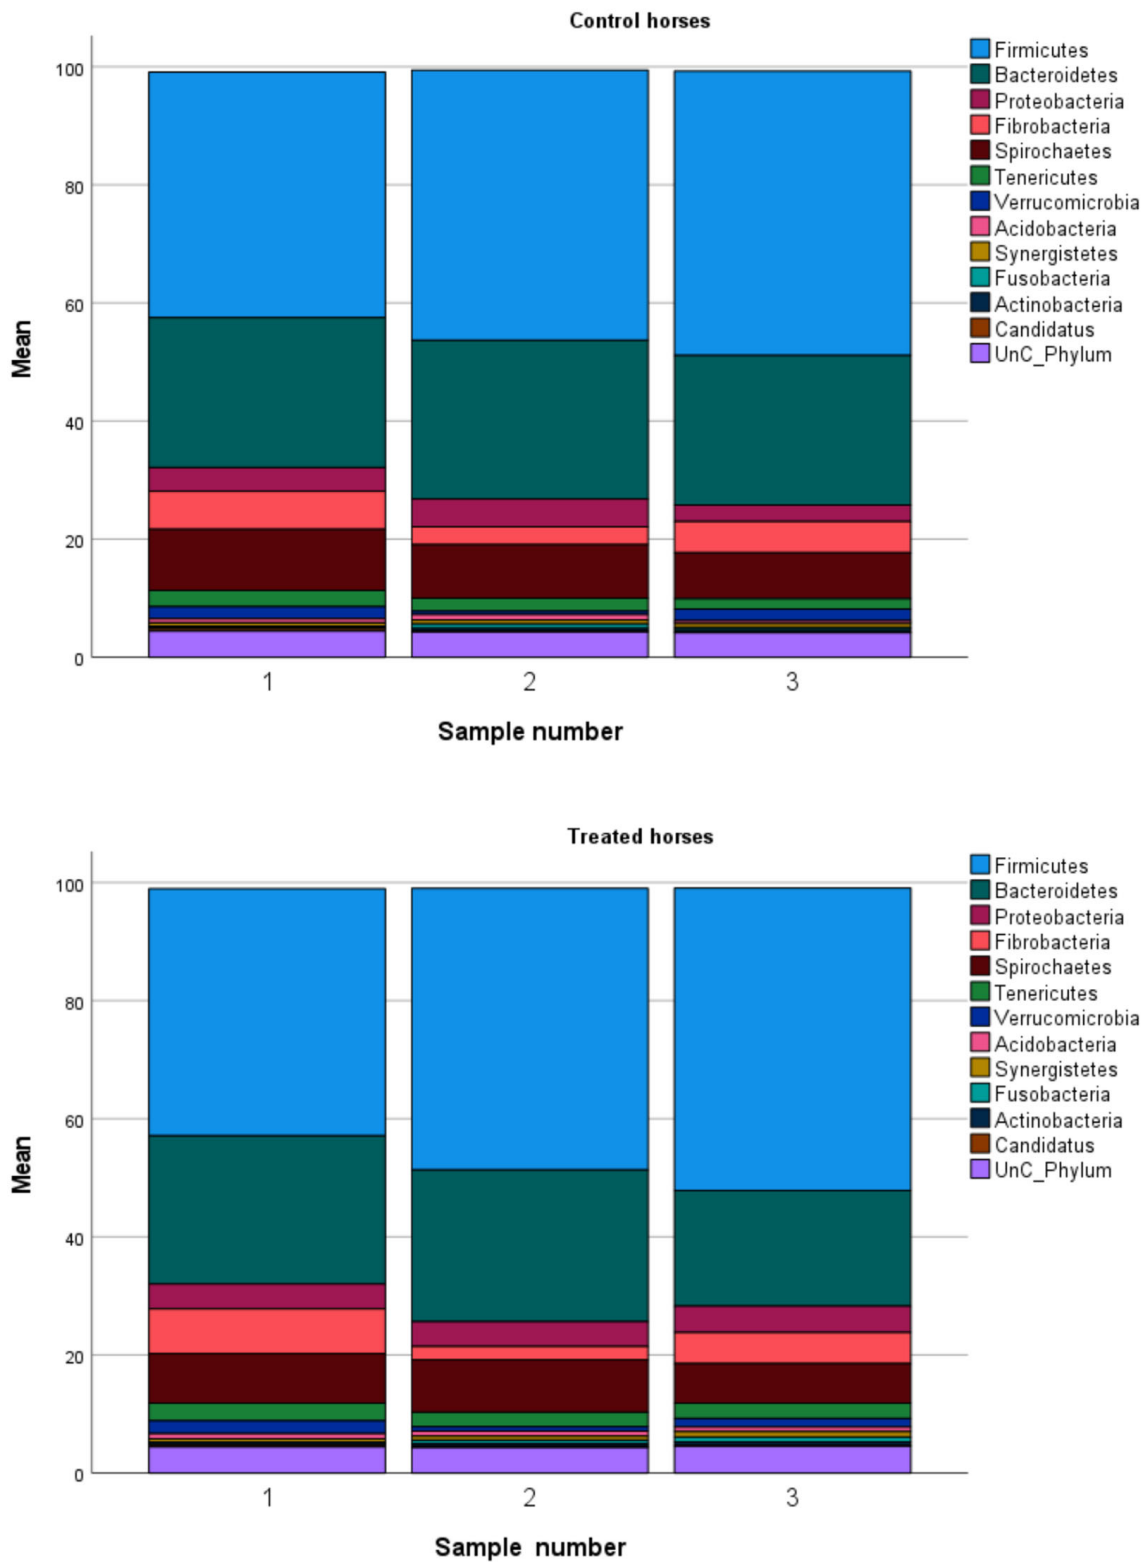 Control horses
100
80
60
40
20
0
Mean
1 2 3
Sample number
Firmicutes
Bacteroidetes
Proteobacteria
Fibrobacteria
Spirochaetes
Tenericutes
Verrucomicrobia
Acidobacteria
Synergistetes
Fusobacteria
Actinobacteria
Candidatus
UnC_Phylum
Treated horses
100
80
60
40
20
0
Mean
1 2 3
Sample number
Firmicutes
Bacteroidetes
Proteobacteria
Fibrobacteria
Spirochaetes
Tenericutes
Verrucomicrobia
Acidobacteria
Synergistetes
Fusobacteria
Actinobacteria
Candidatus
UnC_Phylum